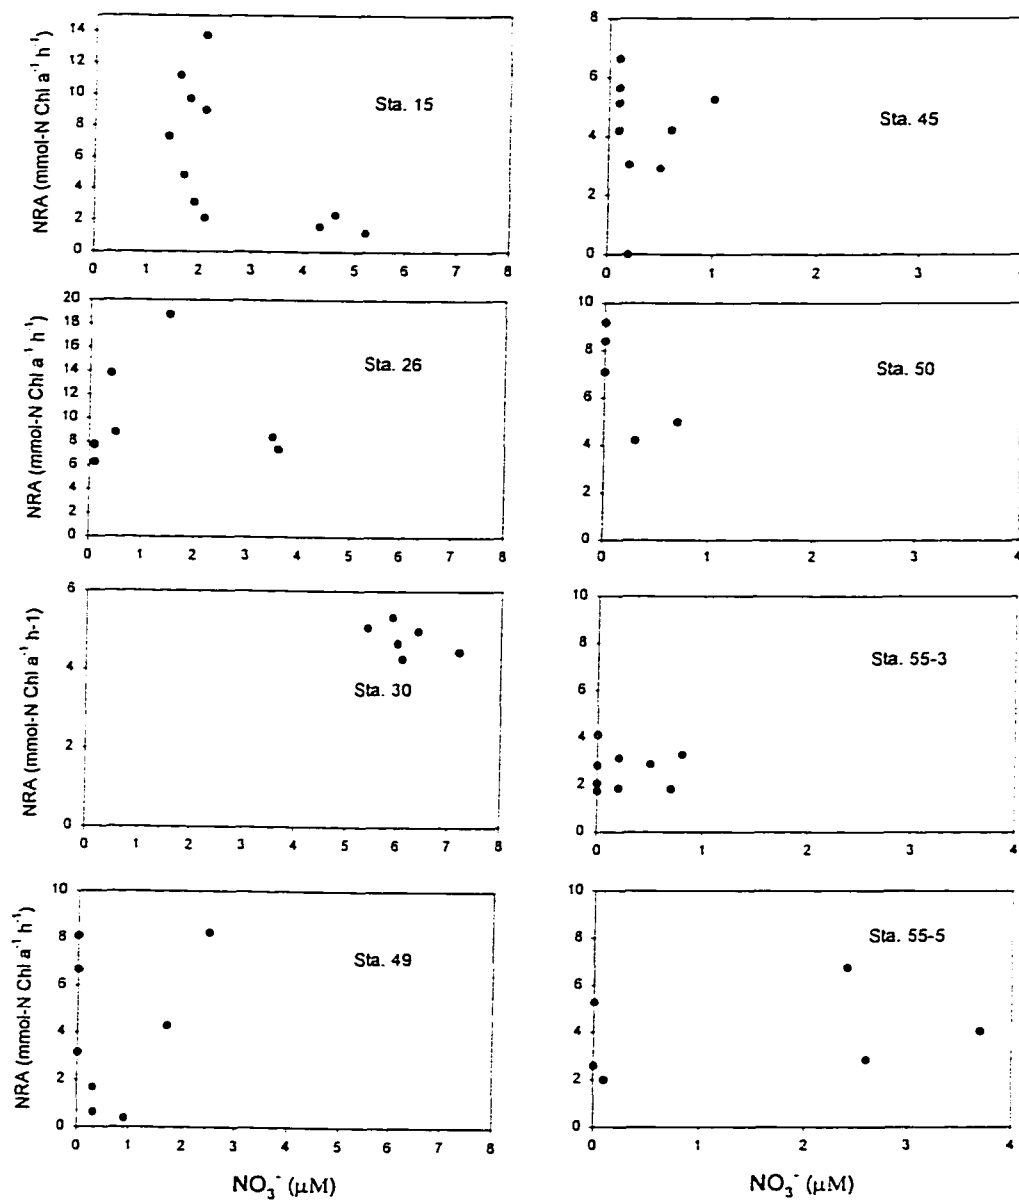 NRA (mmol-N Chl a⁻¹ h⁻¹)
14
12
10
8
6
4
2
0
Sta. 15
0 1 2 3 4 5 6 7 8
8
6
4
2
0
Sta. 45
0 1 2 3 4
NRA (mmol-N Chl a⁻¹ h⁻¹)
20
18
16
14
12
10
8
6
4
2
0
Sta. 26
0 1 2 3 4 5 6 7 8
10
8
6
4
2
0
Sta. 50
0 1 2 3 4
NRA (mmol-N Chl a⁻¹ h-1)
6
4
2
0
Sta. 30
0 1 2 3 4 5 6 7 8
10
8
6
4
2
0
Sta. 55-3
0 1 2 3 4
NRA (mmol-N Chl a⁻¹ h⁻¹)
10
8
6
4
2
0
Sta. 49
0 1 2 3 4 5 6 7 8
NO₃⁻ (μM)
10
8
6
4
2
0
Sta. 55-5
0 1 2 3 4
NO₃⁻ (μM)